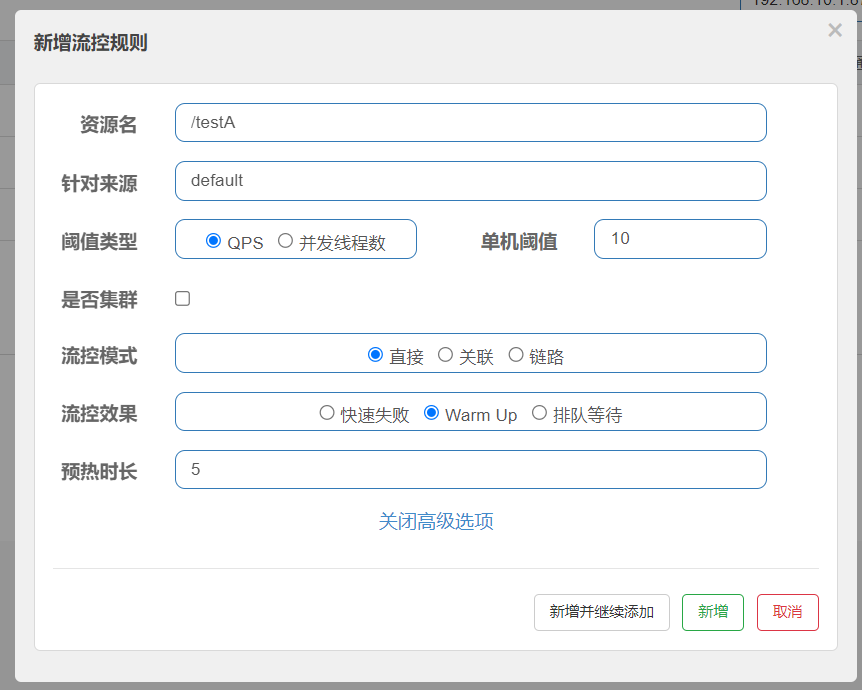 新增流控规则
×
资源名 /testA
针对来源 default
阈值类型 QPS 并发线程数 单机阈值 10
是否集群
流控模式 直接 关联 链路
流控效果 快速失败 Warm Up 排队等待
预热时长 5
关闭高级选项
新增并继续添加 新增 取消